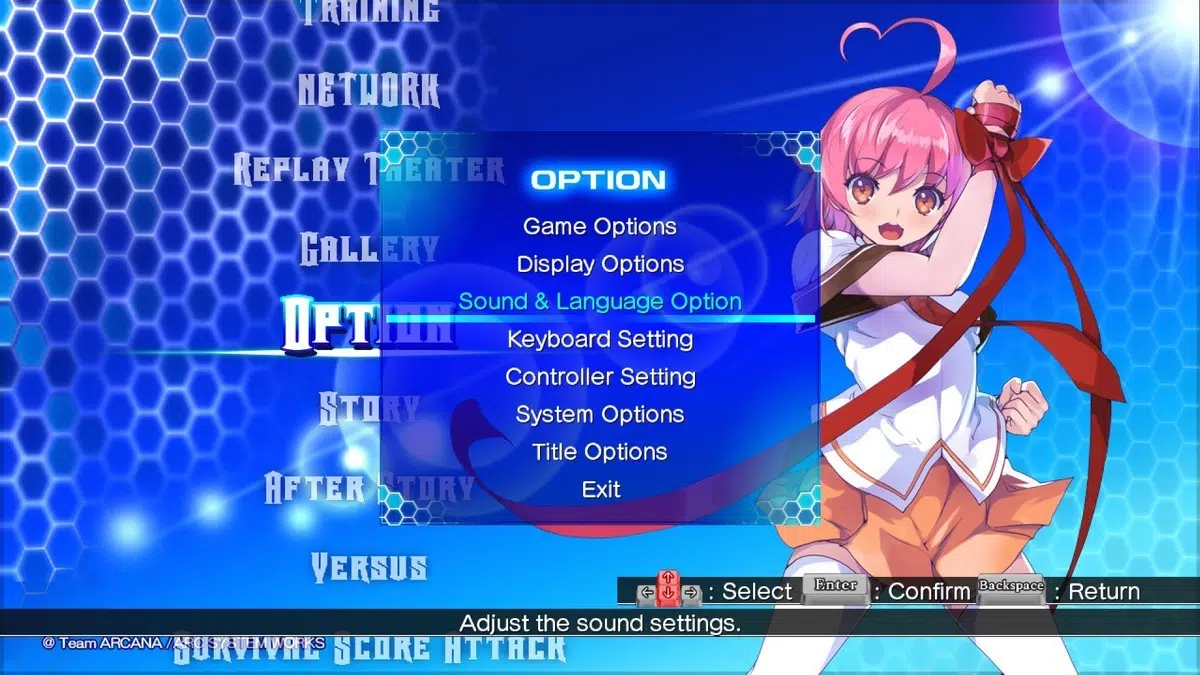 Training
Network
Replay Theater
Gallery
Option
Story
After Story
Versus
Survival Score Attack
OPTION
Game Options
Display Options
Sound & Language Option
Keyboard Setting
Controller Setting
System Options
Title Options
Exit
: Select Enter : Confirm Backspace : Return
Adjust the sound settings.
@ Team ARCANA / ARC SYSTEM WORKS